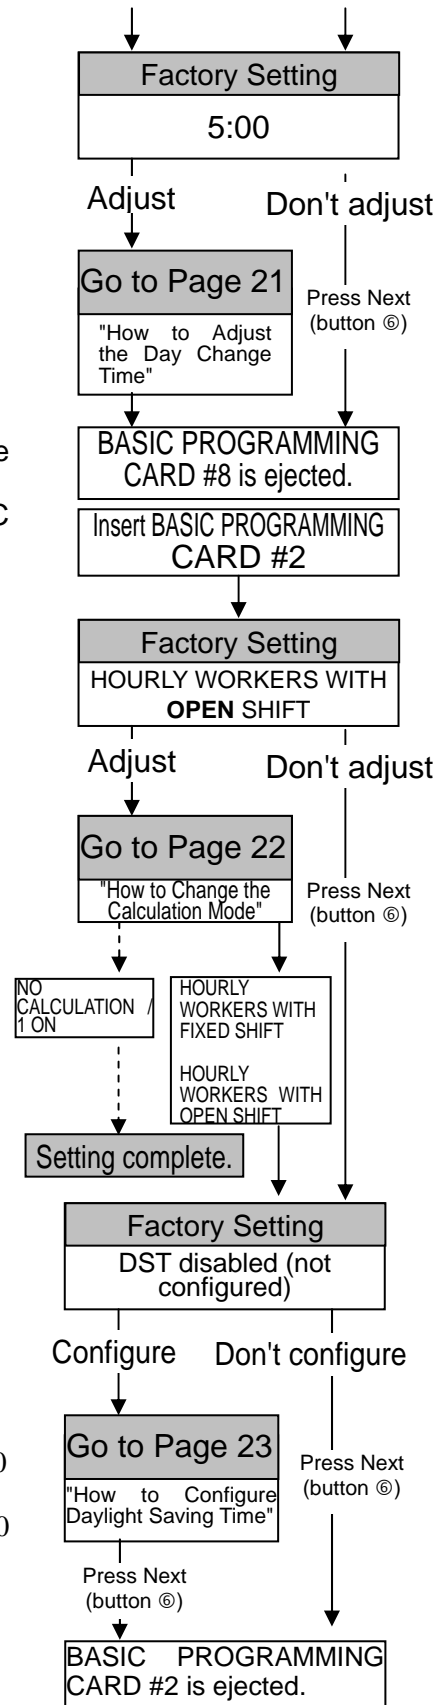 Factory Setting
5:00
Adjust
Don't adjust
Go to Page 21
"How to Adjust
the Day Change
Time"
Press Next
(button ⑥)
e
BASIC PROGRAMMING
CARD #8 is ejected.
C
Insert BASIC PROGRAMMING
CARD #2
Factory Setting
HOURLY WORKERS WITH
OPEN SHIFT
Adjust
Don't adjust
Go to Page 22
"How to Change the
Calculation Mode"
Press Next
(button ⑥)
NO
CALCULATION /
1 ON
HOURLY
WORKERS WITH
FIXED SHIFT
HOURLY
WORKERS WITH
OPEN SHIFT
Setting complete.
Factory Setting
DST disabled (not
configured)
Configure
Don't configure
Go to Page 23
"How to Configure
Daylight Saving Time"
Press Next
(button ⑥)
0
0
Press Next
(button ⑥)
BASIC PROGRAMMING
CARD #2 is ejected.